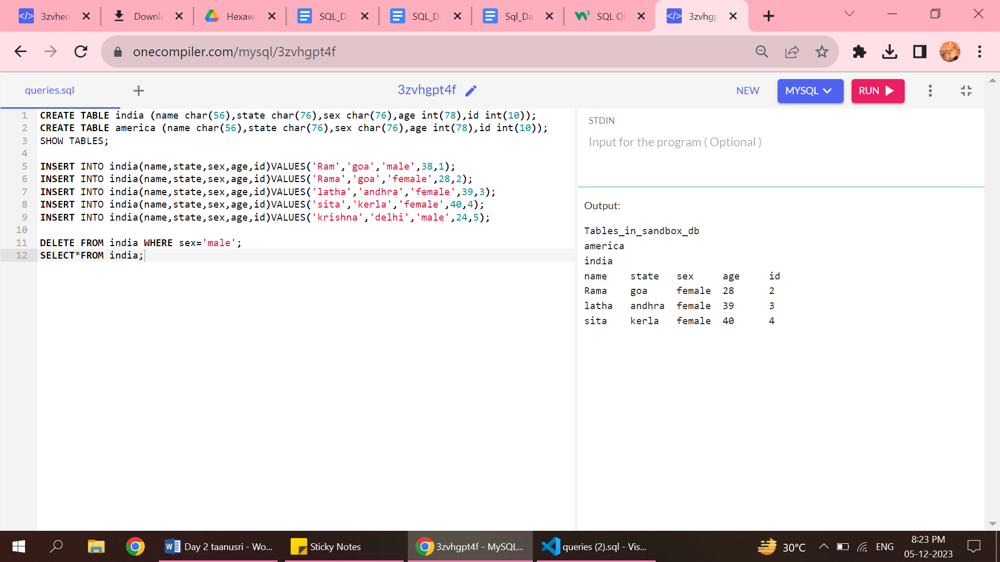 3zvher
Downl
Hexaw
SQL_D
SQL_D
Sql_Da
SQL O
3zvhgp
onecompiler.com/mysql/3zvhgpt4f
queries.sql
3zvhgpt4f
NEW
MYSQL
RUN
1 CREATE TABLE india (name char(56),state char(76),sex char(76),age int(78),id int(10));
2 CREATE TABLE america (name char(56),state char(76),sex char(76),age int(78),id int(10));
3 SHOW TABLES;
4
5 INSERT INTO india(name,state,sex,age,id)VALUES('Ram','goa','male',38,1);
6 INSERT INTO india(name,state,sex,age,id)VALUES('Rama','goa','female',28,2);
7 INSERT INTO india(name,state,sex,age,id)VALUES('latha','andhra','female',39,3);
8 INSERT INTO india(name,state,sex,age,id)VALUES('sita','kerla','female',40,4);
9 INSERT INTO india(name,state,sex,age,id)VALUES('krishna','delhi','male',24,5);
10
11 DELETE FROM india WHERE sex='male';
12 SELECT*FROM india;
STDIN
Input for the program ( Optional )
Output:
Tables_in_sandbox_db
america
india
name state sex age id
Rama goa female 28 2
latha andhra female 39 3
sita kerla female 40 4
Day 2 taanusri - Wo...
Sticky Notes
3zvhgpt4f - MySQL...
queries (2).sql - Vis...
30°C
ENG
8:23 PM
05-12-2023